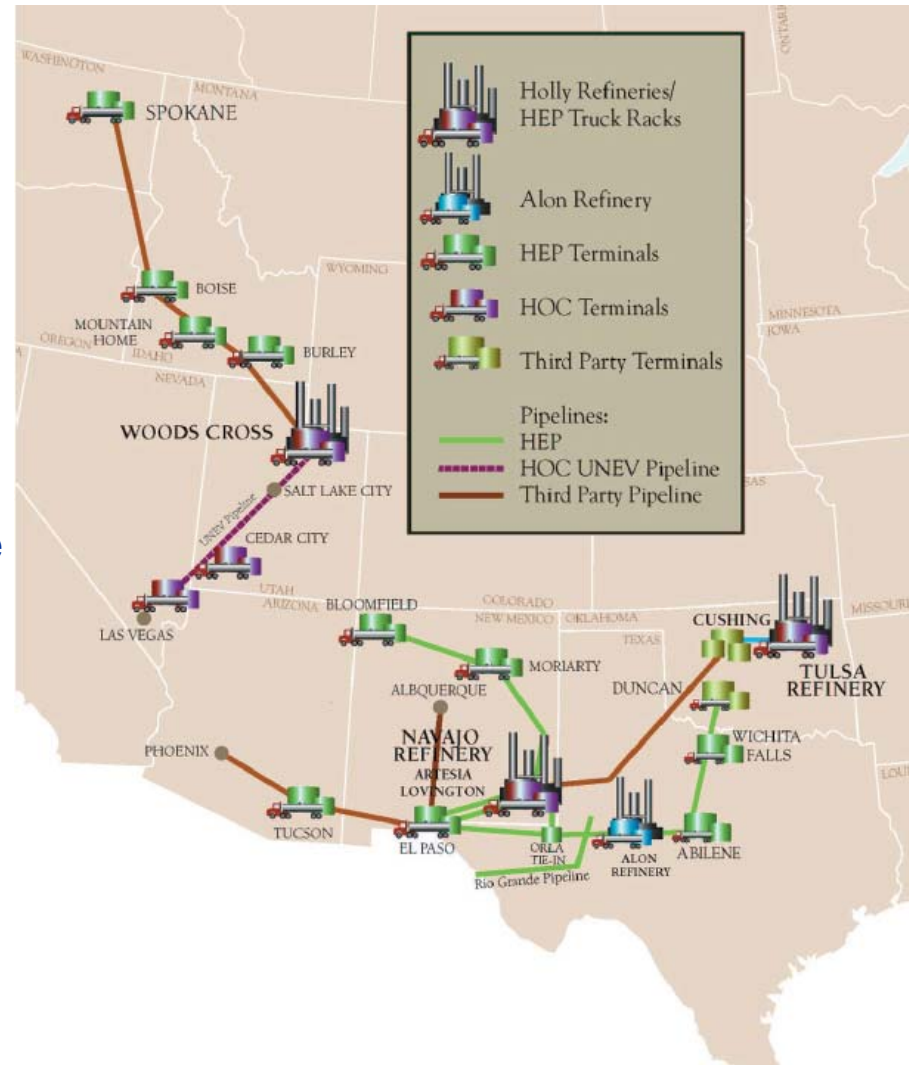 WASHINGTON
MONTANA
ONTARIO
SPOKANE
Holly Refineries/
HEP Truck Racks
Alon Refinery
HEP Terminals
HOC Terminals
Third Party Terminals
Pipelines:
HEP
HOC UNEV Pipeline
Third Party Pipeline
WYOMING
BOISE
MOUNTAIN
HOME
BURLEY
OREGON
IDAHO
NEVADA
MINNESOTA
IOWA
WOODS CROSS
SALT LAKE CITY
UNEV Pipeline
CEDAR CITY
e
UTAH
ARIZONA
LAS VEGAS
COLORADO
NEW MEXICO
OKLAHOMA
TEXAS
MISSOU
BLOOMFIELD
MORIARTY
CUSHING
TULSA
REFINERY
DUNCAN
ALBQUERQUE
WICHITA
FALLS
NAVAJO
REFINERY
ARTESIA
LOVINGTON
PHOENIX
LOU
TUCSON
EL PASO
ORLA
TIE-IN
ALON
REFINERY
ABILENE
Rio Grande Pipeline